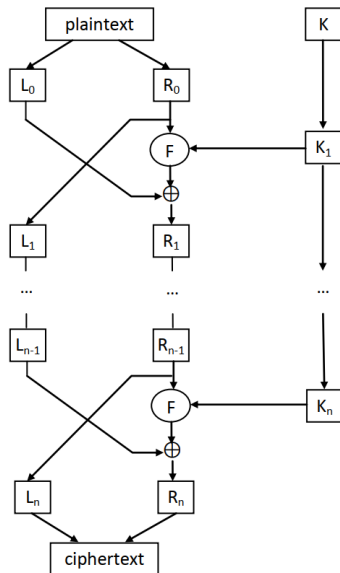 plaintext K
L₀ R₀
F K₁
⊕
L₁ R₁
... ... ...
Lₙ₋₁ Rₙ₋₁
F Kₙ
⊕
Lₙ Rₙ
ciphertext